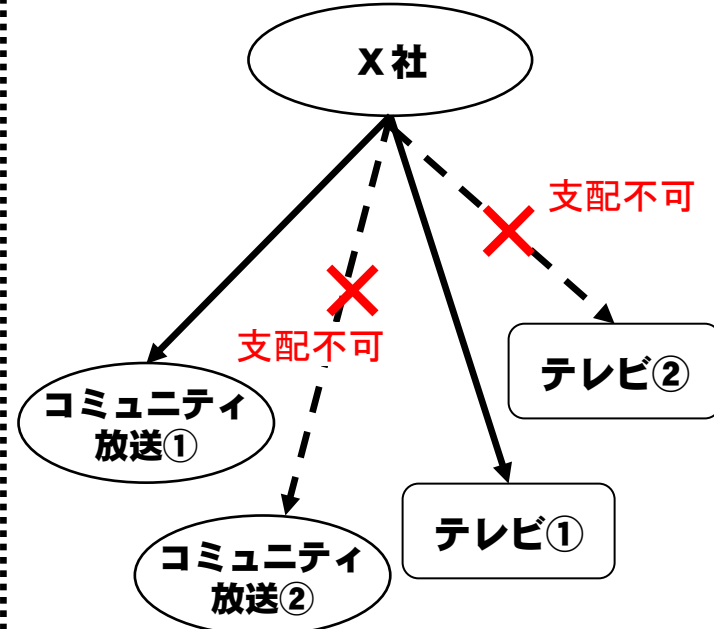 X社
支配不可
支配不可
テレビ②
コミュニティ
放送①
テレビ①
コミュニティ
放送②